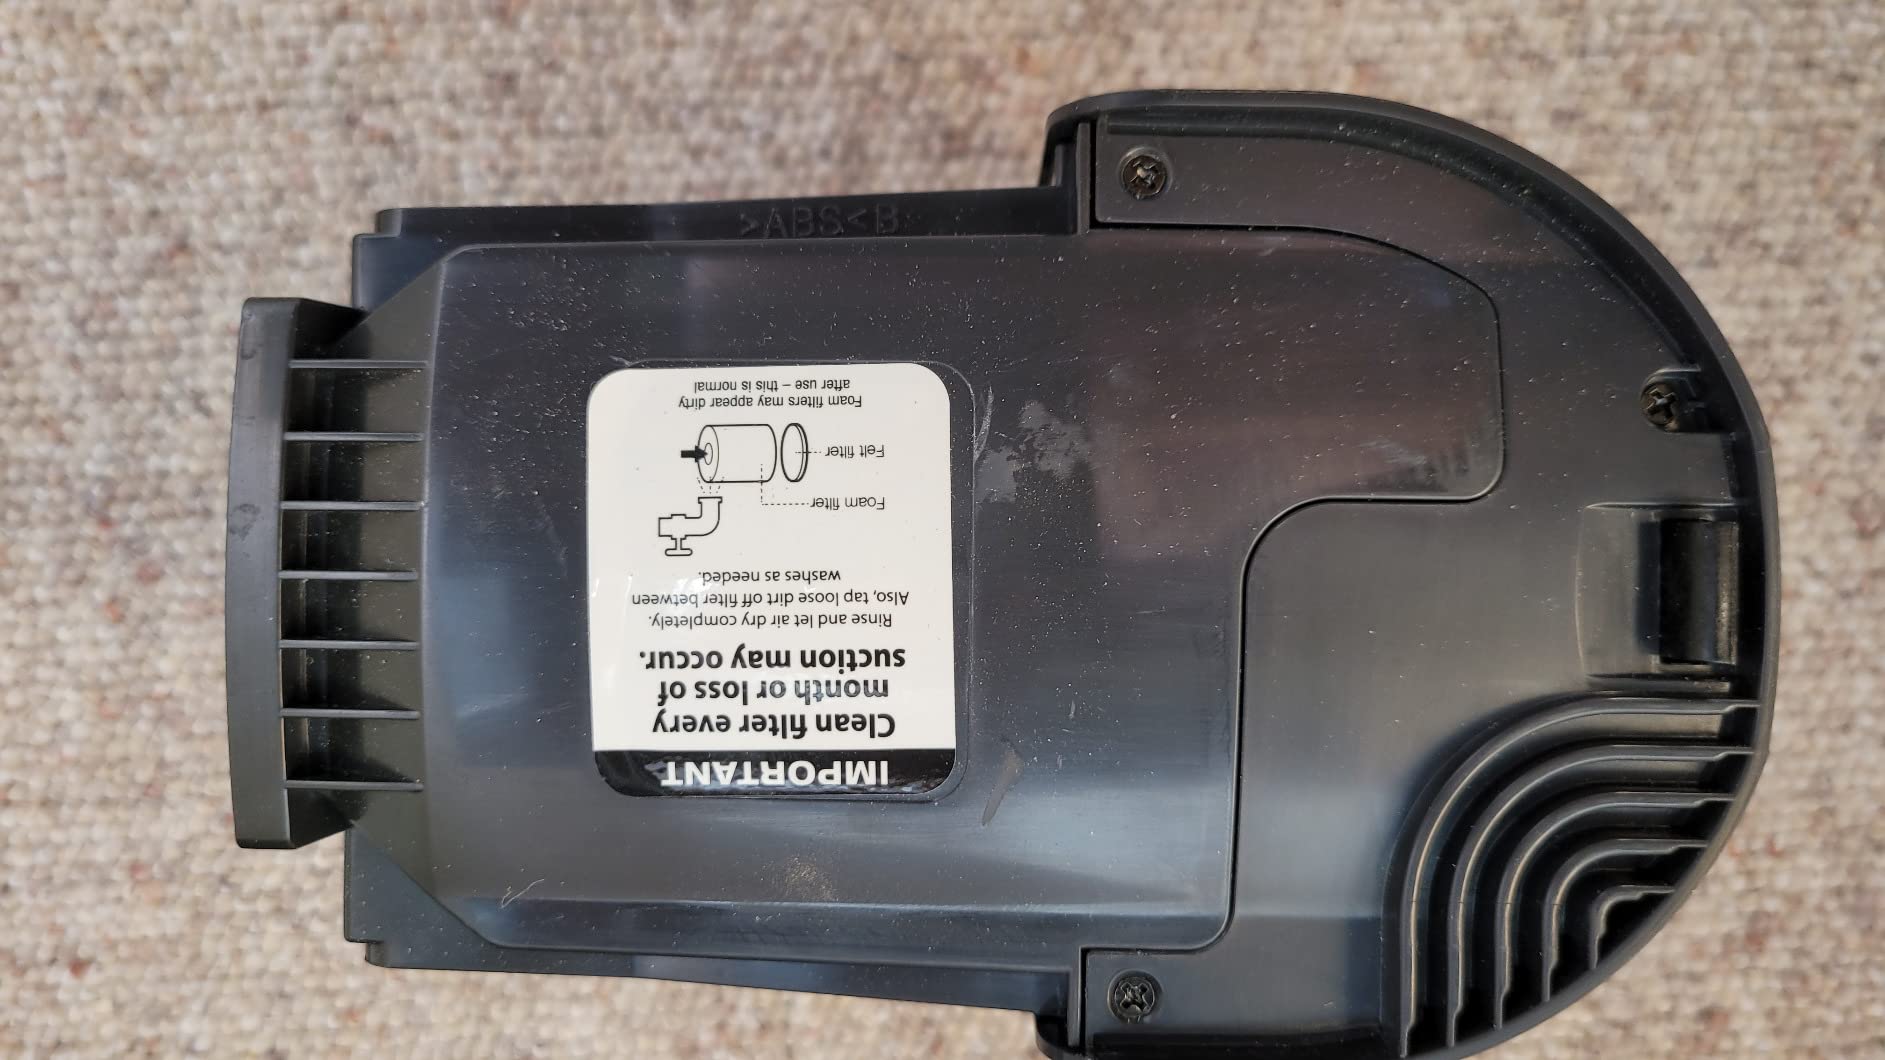 >ABS<B
IMPORTANT
Clean filter every
month or loss of
suction may occur.
Rinse and let air dry completely.
Also, tap loose dirt off filter between
washes as needed.
Foam filter
Felt filter
Foam filters may appear dirty
after use – this is normal